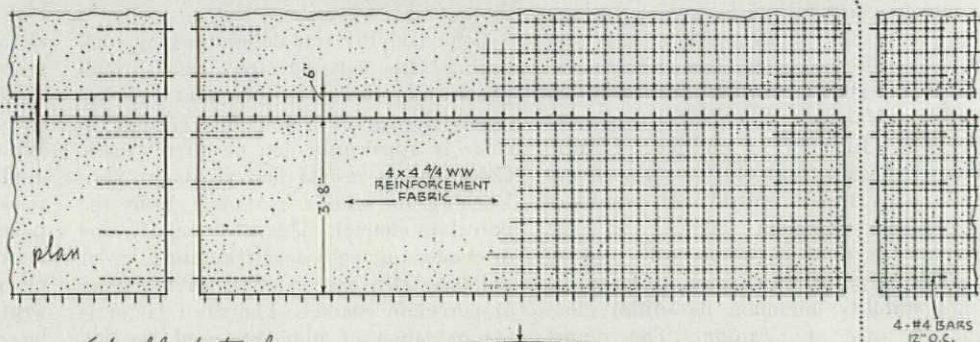 6"
4 x 4 4/4 WW
REINFORCEMENT
FABRIC
3'-8"
plan
4-#4 BARS
12" O.C.